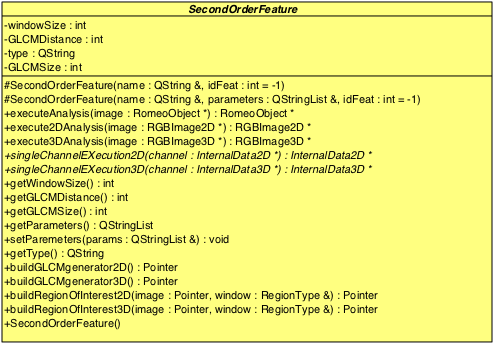 SecondOrderFeature
-windowSize : int
-GLCMDistance : int
-type : QString
-GLCMSize : int
#SecondOrderFeature(name : QString &, idFeat : int = -1)
#SecondOrderFeature(name : QString &, parameters : QStringList &, idFeat : int = -1)
+executeAnalysis(image : RomeoObject *) : RomeoObject *
+execute2DAnalysis(image : RGBImage2D *) : RGBImage2D *
+execute3DAnalysis(image : RGBImage3D *) : RGBImage3D *
+singleChannelEXecution2D(channel : InternalData2D *) : InternalData2D *
+singleChannelEXecution3D(channel : InternalData3D *) : InternalData3D *
+getWindowSize() : int
+getGLCMDistance() : int
+getGLCMSize() : int
+getParameters() : QStringList
+setParemeters(params : QStringList &) : void
+getType() : QString
+buildGLCMgenerator2D() : Pointer
+buildGLCMgenerator3D() : Pointer
+buildRegionOfInterest2D(image : Pointer, window : RegionType &) : Pointer
+buildRegionOfInterest3D(image : Pointer, window : RegionType &) : Pointer
+SecondOrderFeature()